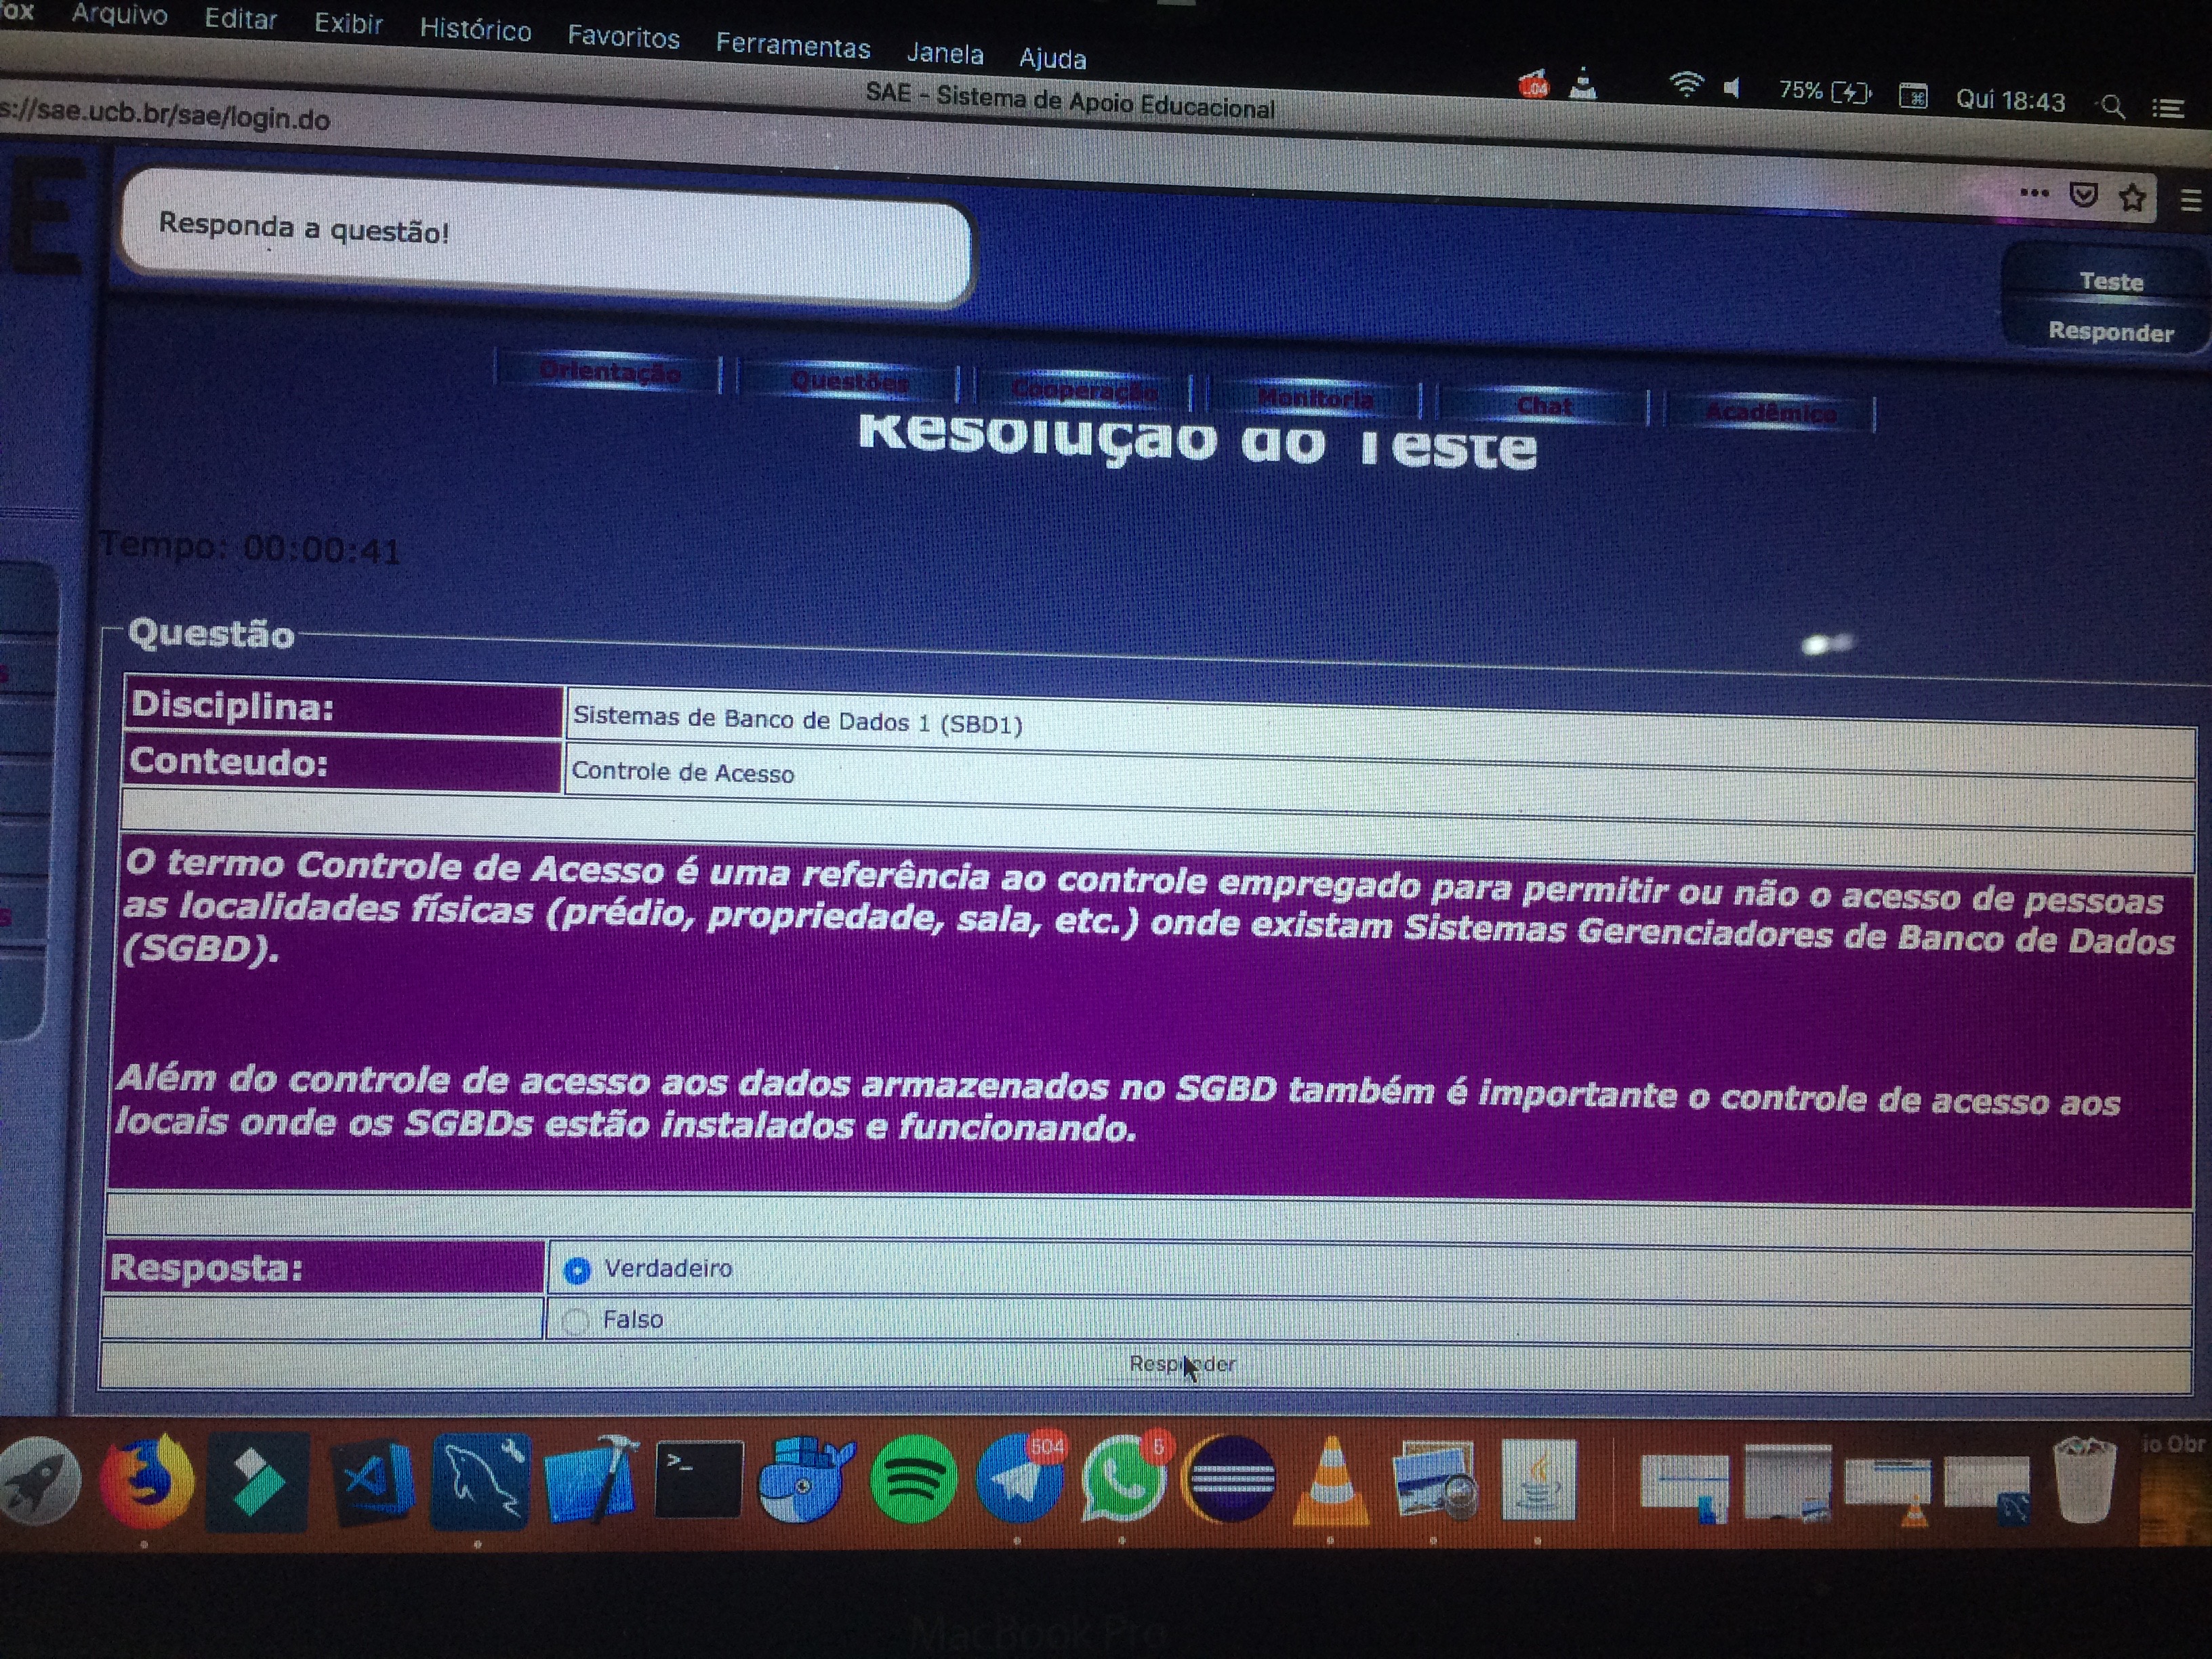 ox Arquivo Editar Exibir Histórico Favoritos Ferramentas Janela Ajuda
75% Qui 18:43
SAE - Sistema de Apoio Educacional
s://sae.ucb.br/sae/login.do
E
Responda a questão!
Teste
Responder
Orientação Questões Cooperação Monitoria Chat Acadêmico
Resolução do Teste
Tempo: 00:00:41
Questão
Disciplina: Sistemas de Banco de Dados 1 (SBD1)
Conteudo: Controle de Acesso
O termo Controle de Acesso é uma referência ao controle empregado para permitir ou não o acesso de pessoas
as localidades físicas (prédio, propriedade, sala, etc.) onde existam Sistemas Gerenciadores de Banco de Dados
(SGBD).
Além do controle de acesso aos dados armazenados no SGBD também é importante o controle de acesso aos
locais onde os SGBDs estão instalados e funcionando.
Resposta: Verdadeiro
Falso
Responder
504 5
io Obr
MacBook Pro